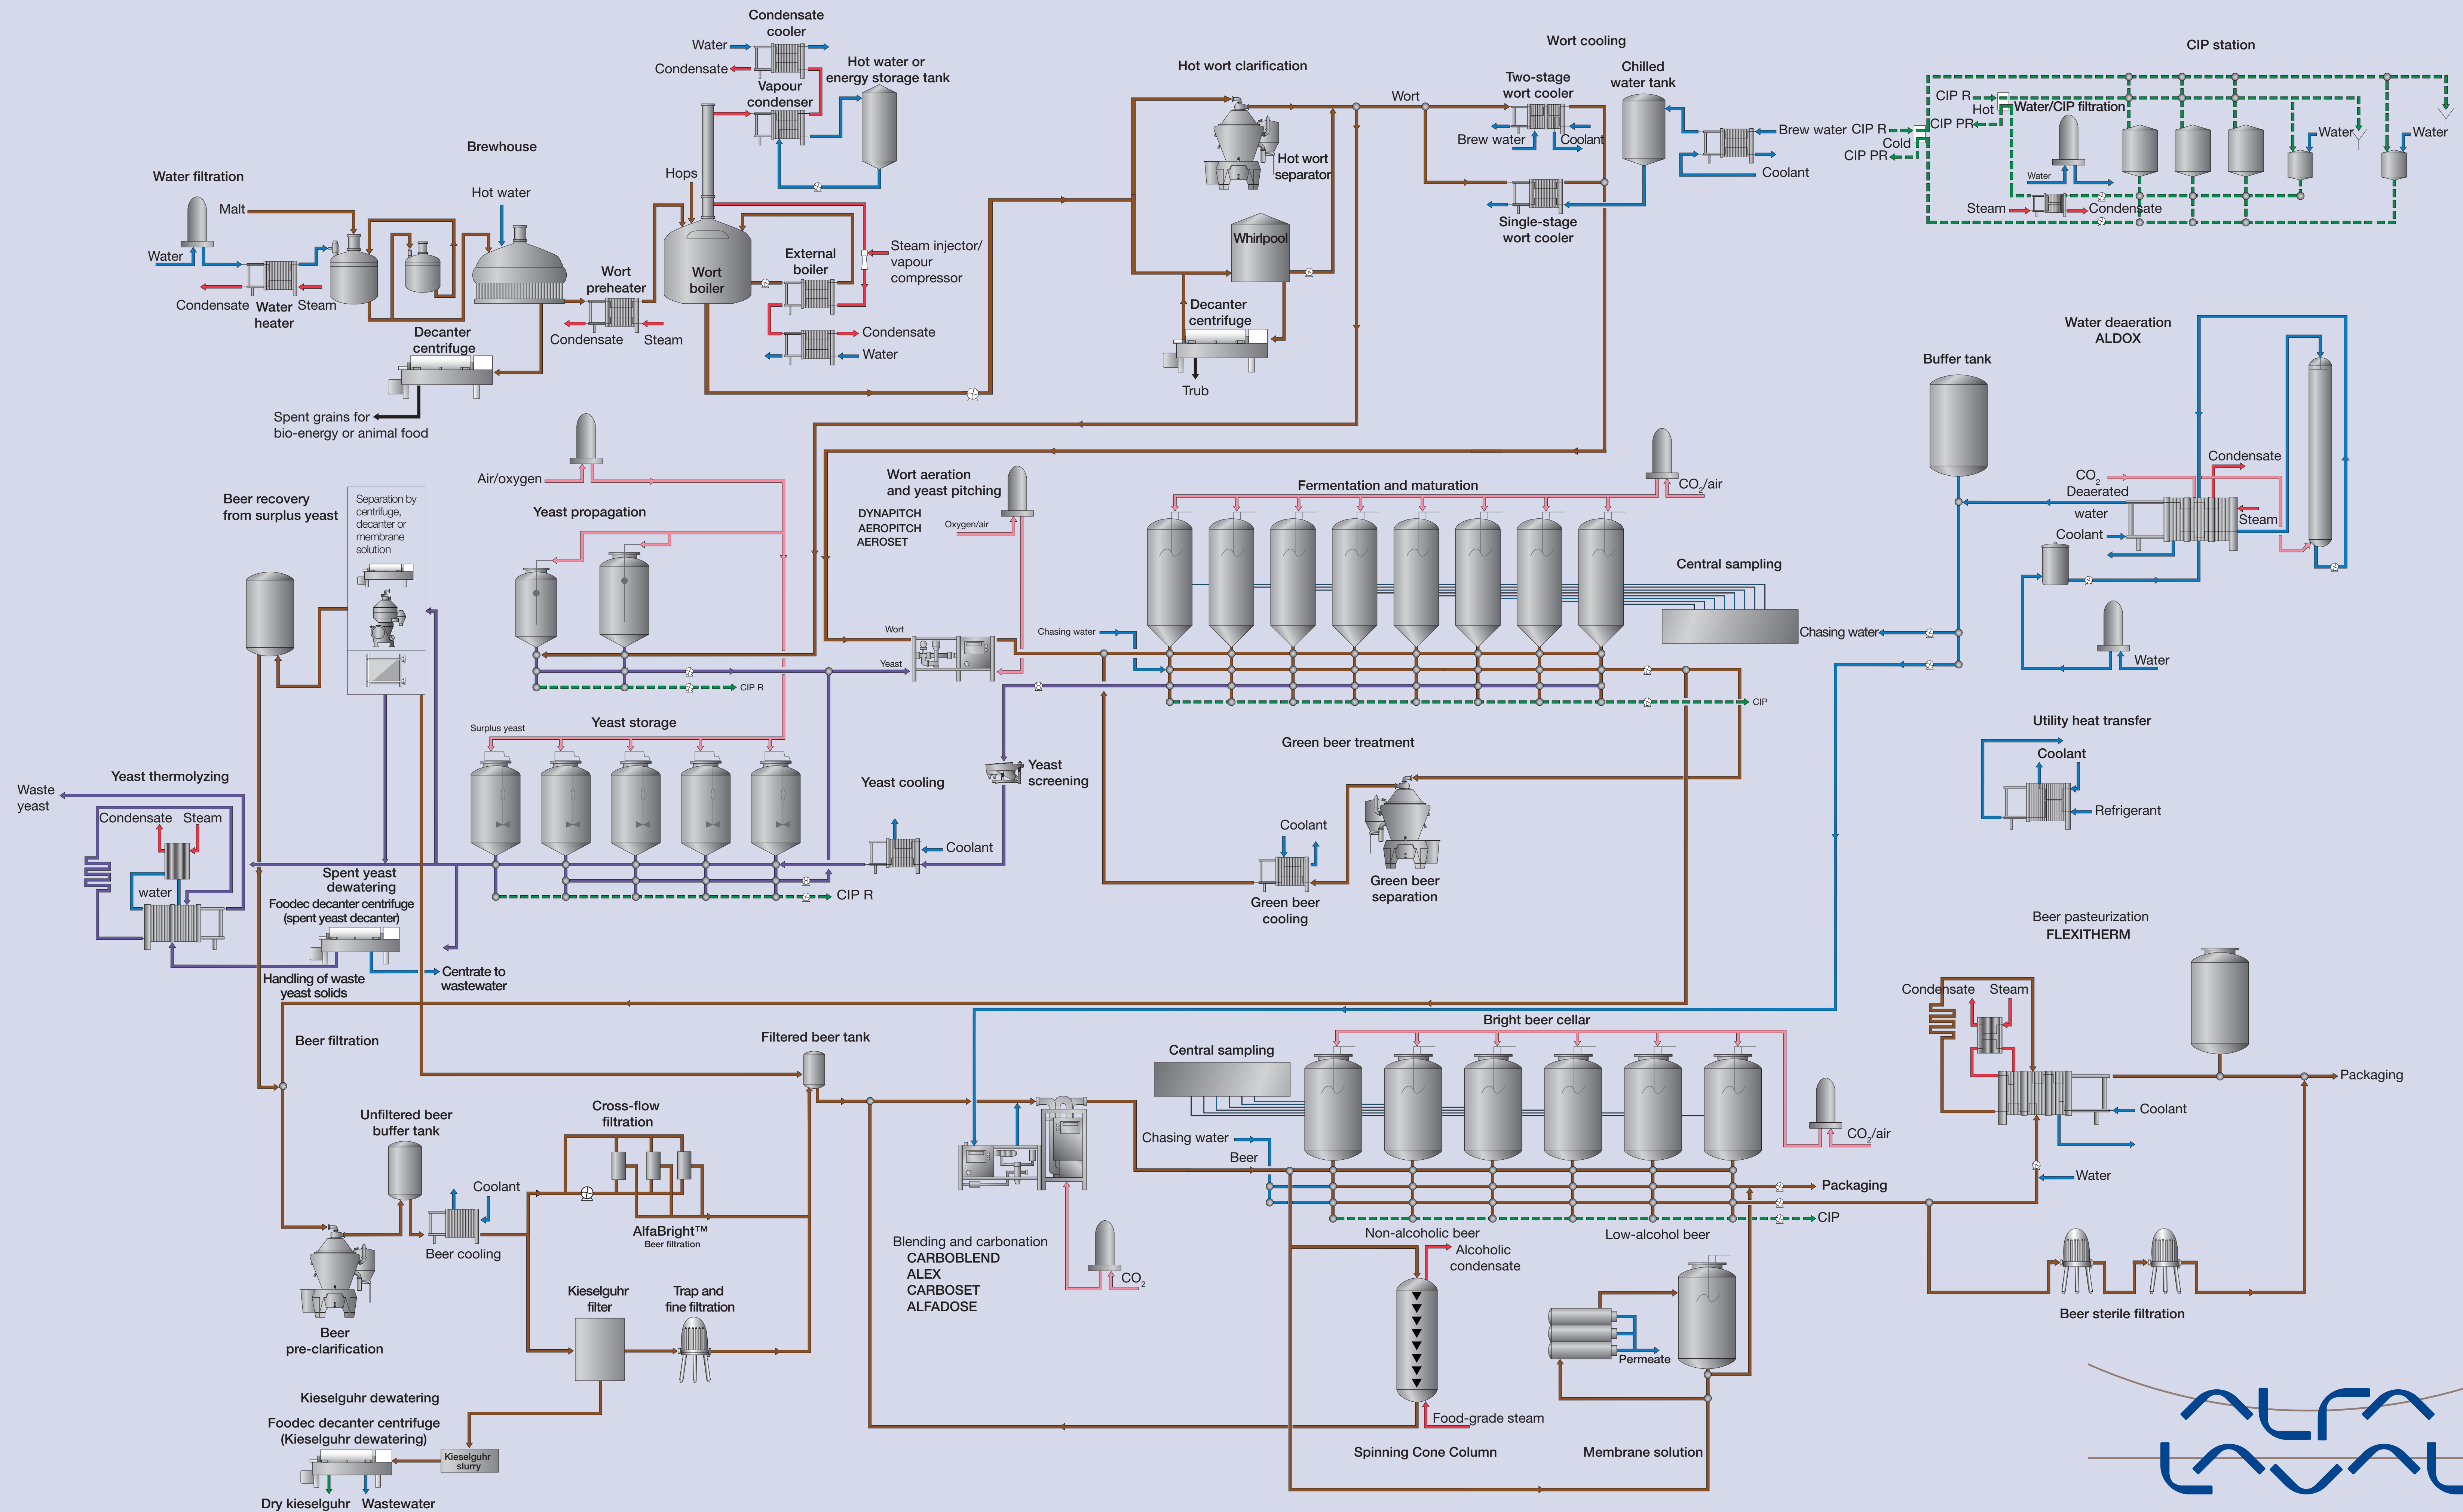 Condensate
cooler
Water
Condensate
Hot water or
energy storage tank
Vapour
condenser
Brewhouse
Water filtration
Malt
Water
Condensate
Water
heater
Steam
Hot water
Hops
Decanter
centrifuge
Spent grains for
bio-energy or animal food
Wort
preheater
Condensate
Steam
Wort
boiler
External
boiler
Steam injector/
vapour
compressor
Condensate
Water
Hot wort clarification
Hot wort
separator
Whirlpool
Decanter
centrifuge
Trub
Wort cooling
Wort
Two-stage
wort cooler
Brew water
Coolant
Single-stage
wort cooler
Chilled
water tank
Brew water
Coolant
CIP station
CIP R
Hot
CIP PR
CIP R
Cold
CIP PR
Water/CIP filtration
Water
Steam
Condensate
Water
Water
Water deaeration
ALDOX
Buffer tank
Condensate
CO2
Deaerated
water
Steam
Coolant
Water
Chasing water
Air/oxygen
Beer recovery
from surplus yeast
Separation by
centrifuge,
decanter or
membrane
solution
Yeast propagation
CIP R
Wort aeration
and yeast pitching
DYNAPITCH
AEROPITCH
AEROSET
Oxygen/air
Wort
Yeast
Fermentation and maturation
CO2/air
Central sampling
Chasing water
CIP
Yeast storage
Surplus yeast
CIP R
Yeast cooling
Coolant
Yeast
screening
Green beer treatment
Coolant
Green beer
cooling
Green beer
separation
Utility heat transfer
Coolant
Refrigerant
Yeast thermolyzing
Waste
yeast
Condensate
Steam
water
Spent yeast
dewatering
Foodec decanter centrifuge
(spent yeast decanter)
Handling of waste
yeast solids
Centrate to
wastewater
Beer pasteurization
FLEXITHERM
Condensate
Steam
Packaging
Coolant
Water
Beer sterile filtration
Beer filtration
Filtered beer tank
Unfiltered beer
buffer tank
Cross-flow
filtration
Coolant
Beer cooling
AlfaBright™
Beer filtration
Beer
pre-clarification
Kieselguhr
filter
Trap and
fine filtration
Kieselguhr dewatering
Foodec decanter centrifuge
(Kieselguhr dewatering)
Kieselguhr
slurry
Dry kieselguhr
Wastewater
Blending and carbonation
CARBOBLEND
ALEX
CARBOSET
ALFADOSE
CO2
Bright beer cellar
Central sampling
CO2/air
Chasing water
Beer
Packaging
CIP
Non-alcoholic beer
Alcoholic
condensate
Food-grade steam
Spinning Cone Column
Low-alcohol beer
Permeate
Membrane solution
ALFA
LAVAL